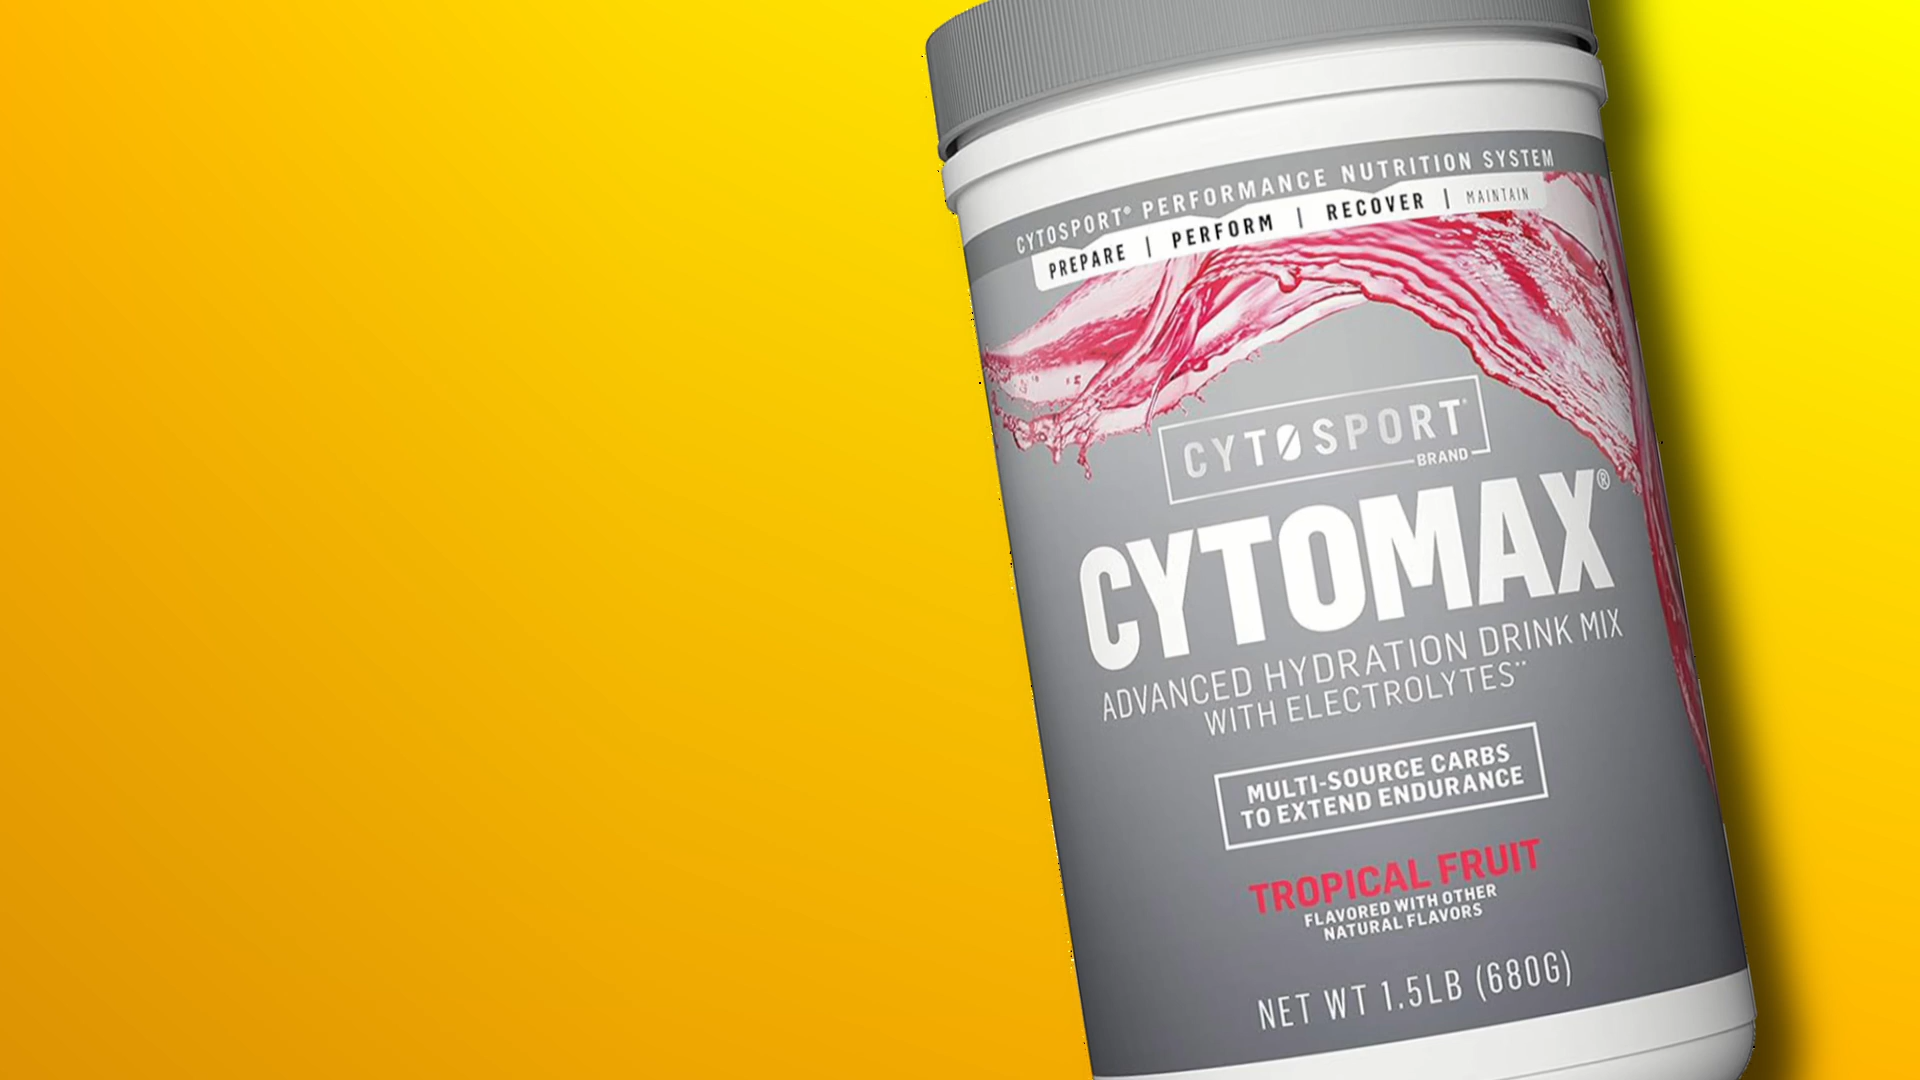 CYTOSPORT® PERFORMANCE NUTRITION SYSTEM
PREPARE | PERFORM | RECOVER | MAINTAIN
CYTOSPORT®
BRAND
CYTOMAX®
ADVANCED HYDRATION DRINK MIX
WITH ELECTROLYTES¨
MULTI-SOURCE CARBS
TO EXTEND ENDURANCE
TROPICAL FRUIT
FLAVORED WITH OTHER
NATURAL FLAVORS
NET WT 1.5LB (680G)